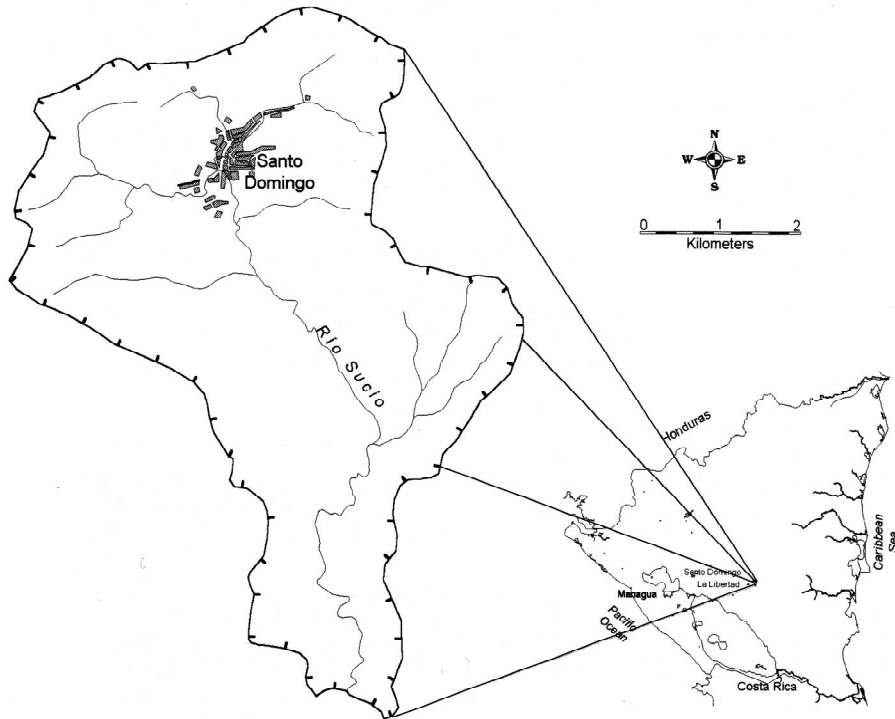 Santo
Domingo
N
W E
S
0 1 2
Kilometers
Río Sucio
Honduras
Caribbean
Sea
Santo Domingo
La Libertad
Managua
Pacific
Ocean
Costa Rica